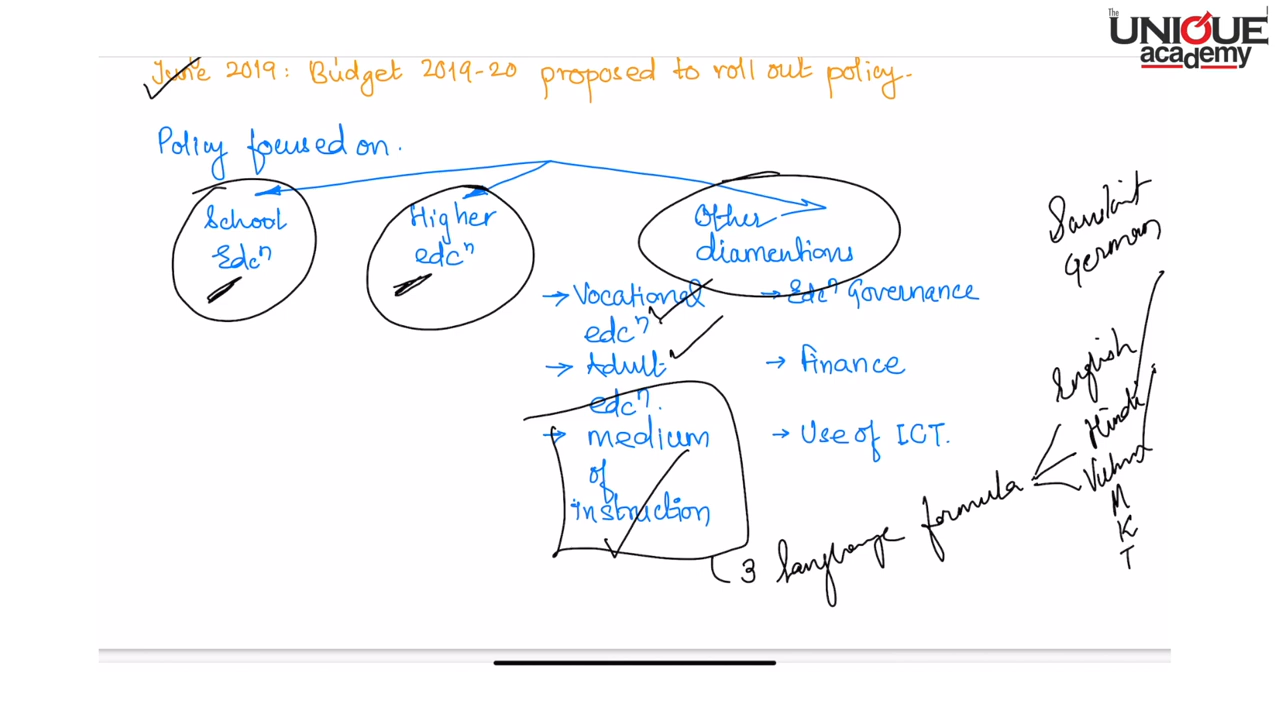 The
UNIQUE
academy
June 2019: Budget 2019-20 proposed to roll out policy.
Policy focused on.
School
Edcⁿ
Higher
edcⁿ
Other
diamentions
→ Vocational
edcⁿ
→ Adult
edcⁿ.
→ medium
of
instruction
→ Edcⁿ Governance
→ Finance
→ Use of ICT.
3 language formula
Sanskrit
German
English
Hindi
M
K
T